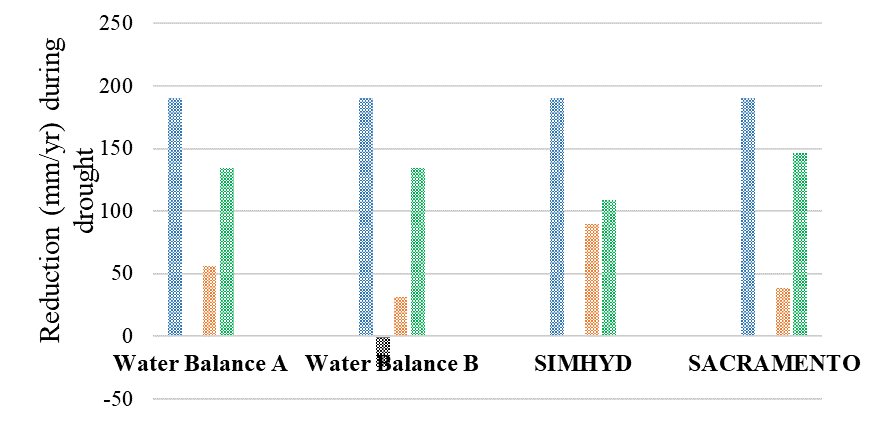 Reduction (mm/yr) during
drought
250
200
150
100
50
0
-50
Water Balance A
Water Balance B
SIMHYD
SACRAMENTO